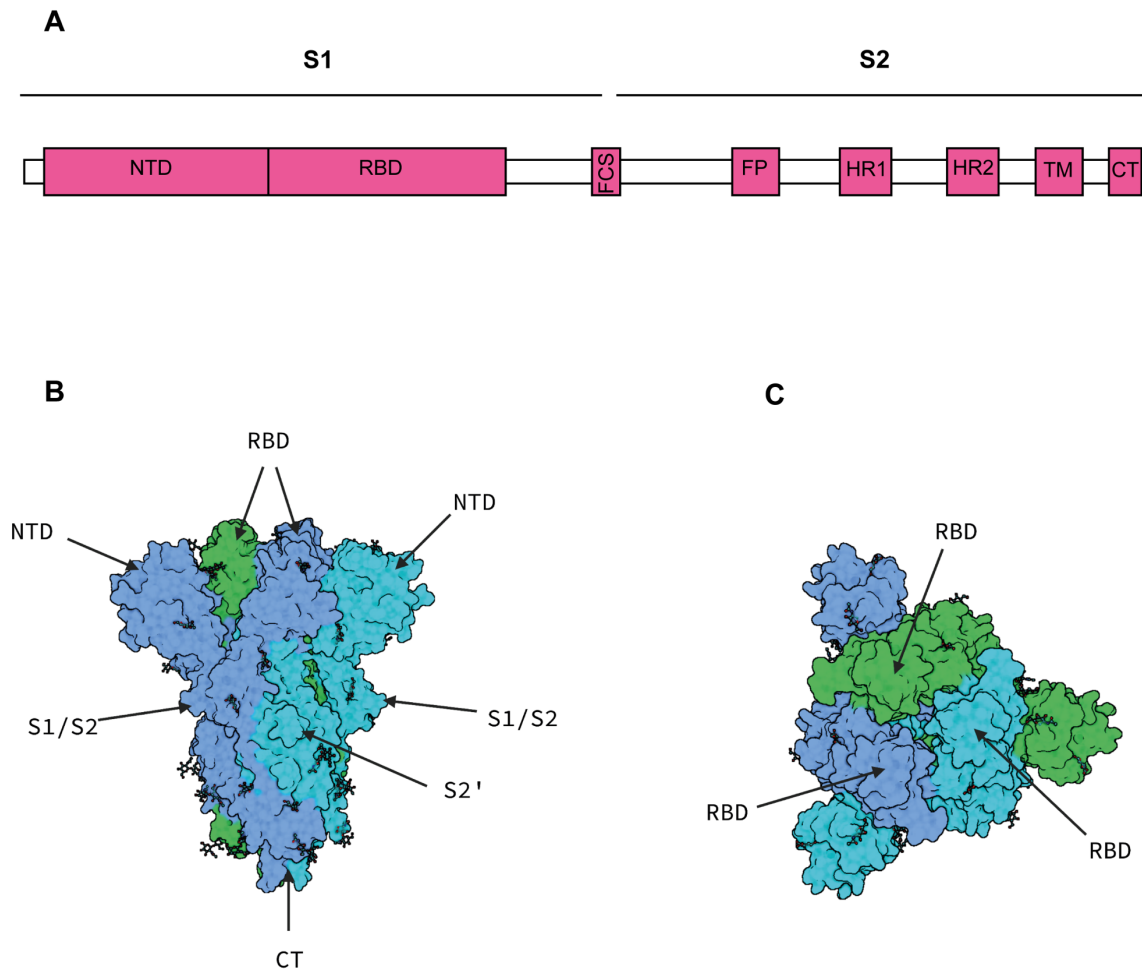 A
S1 S2
NTD RBD FCS FP HR1 HR2 TM CT
B
C
RBD
NTD NTD
S1/S2 S1/S2
S2'
CT
RBD
RBD
RBD